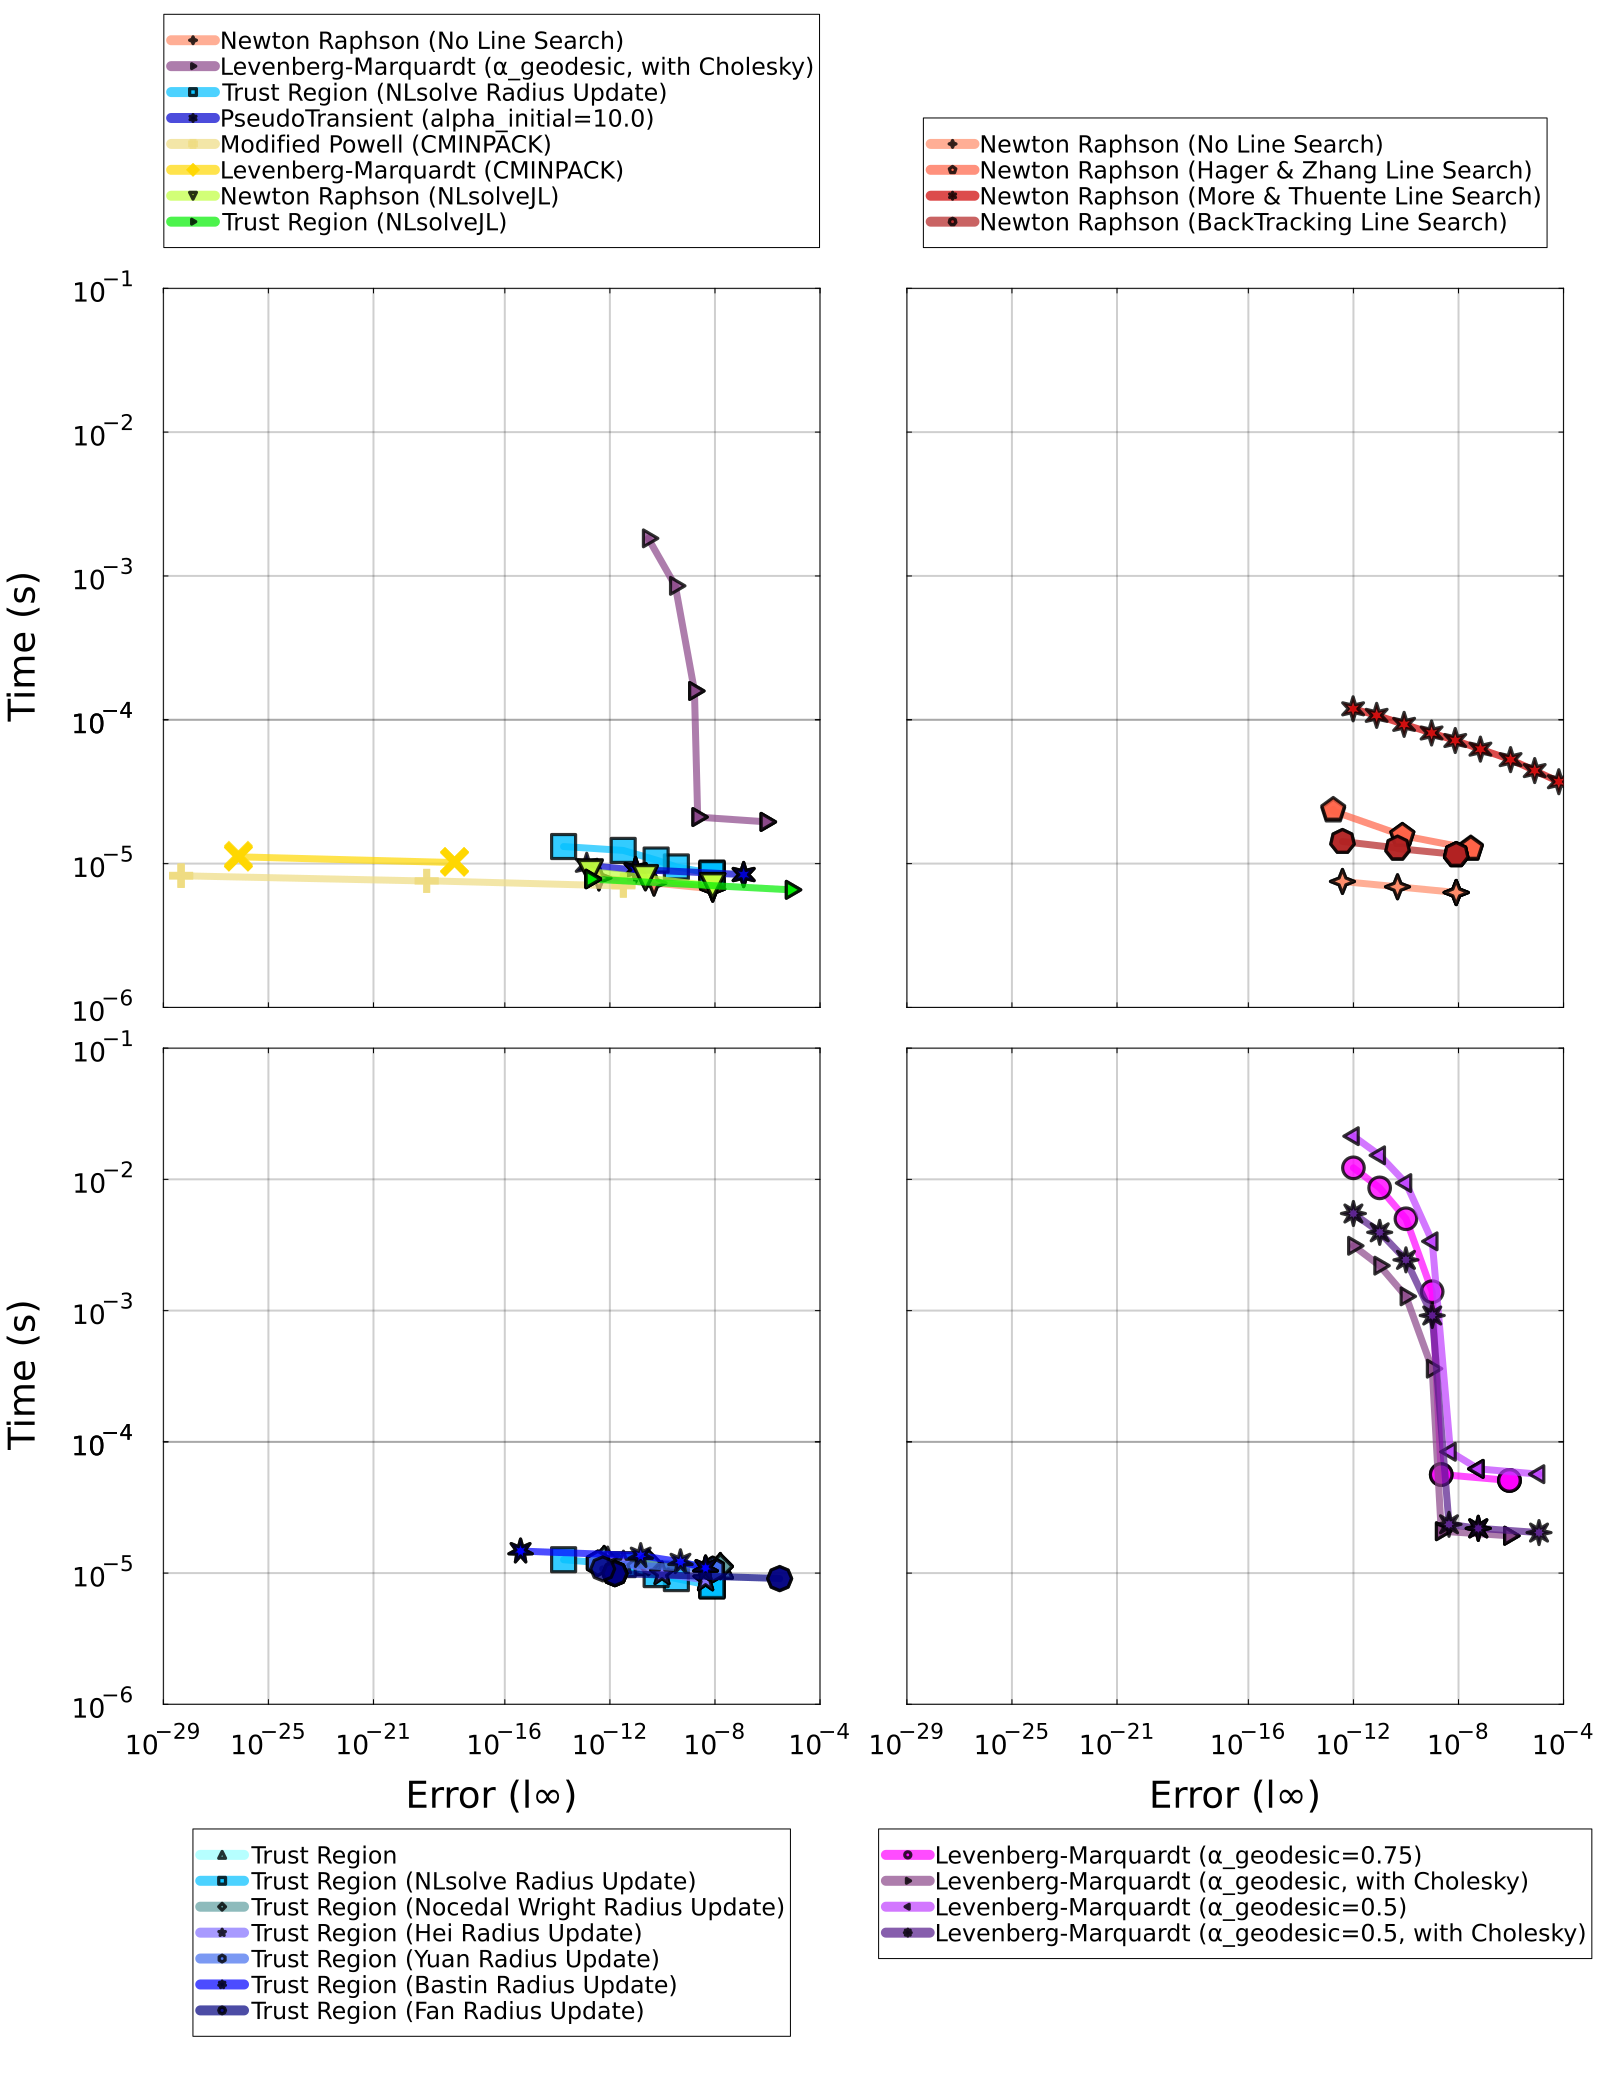 Newton Raphson (No Line Search)
Levenberg-Marquardt (α_geodesic, with Cholesky)
Trust Region (NLsolve Radius Update)
PseudoTransient (alpha_initial=10.0)
Modified Powell (CMINPACK)
Levenberg-Marquardt (CMINPACK)
Newton Raphson (NLsolveJL)
Trust Region (NLsolveJL)
Newton Raphson (No Line Search)
Newton Raphson (Hager & Zhang Line Search)
Newton Raphson (More & Thuente Line Search)
Newton Raphson (BackTracking Line Search)
10⁻¹
10⁻²
10⁻³
10⁻⁴
10⁻⁵
10⁻⁶
Time (s)
10⁻¹
10⁻²
10⁻³
10⁻⁴
10⁻⁵
10⁻⁶
Time (s)
10⁻²⁹ 10⁻²⁵ 10⁻²¹ 10⁻¹⁶ 10⁻¹² 10⁻⁸ 10⁻⁴
Error (l∞)
10⁻²⁹ 10⁻²⁵ 10⁻²¹ 10⁻¹⁶ 10⁻¹² 10⁻⁸ 10⁻⁴
Error (l∞)
Trust Region
Trust Region (NLsolve Radius Update)
Trust Region (Nocedal Wright Radius Update)
Trust Region (Hei Radius Update)
Trust Region (Yuan Radius Update)
Trust Region (Bastin Radius Update)
Trust Region (Fan Radius Update)
Levenberg-Marquardt (α_geodesic=0.75)
Levenberg-Marquardt (α_geodesic, with Cholesky)
Levenberg-Marquardt (α_geodesic=0.5)
Levenberg-Marquardt (α_geodesic=0.5, with Cholesky)